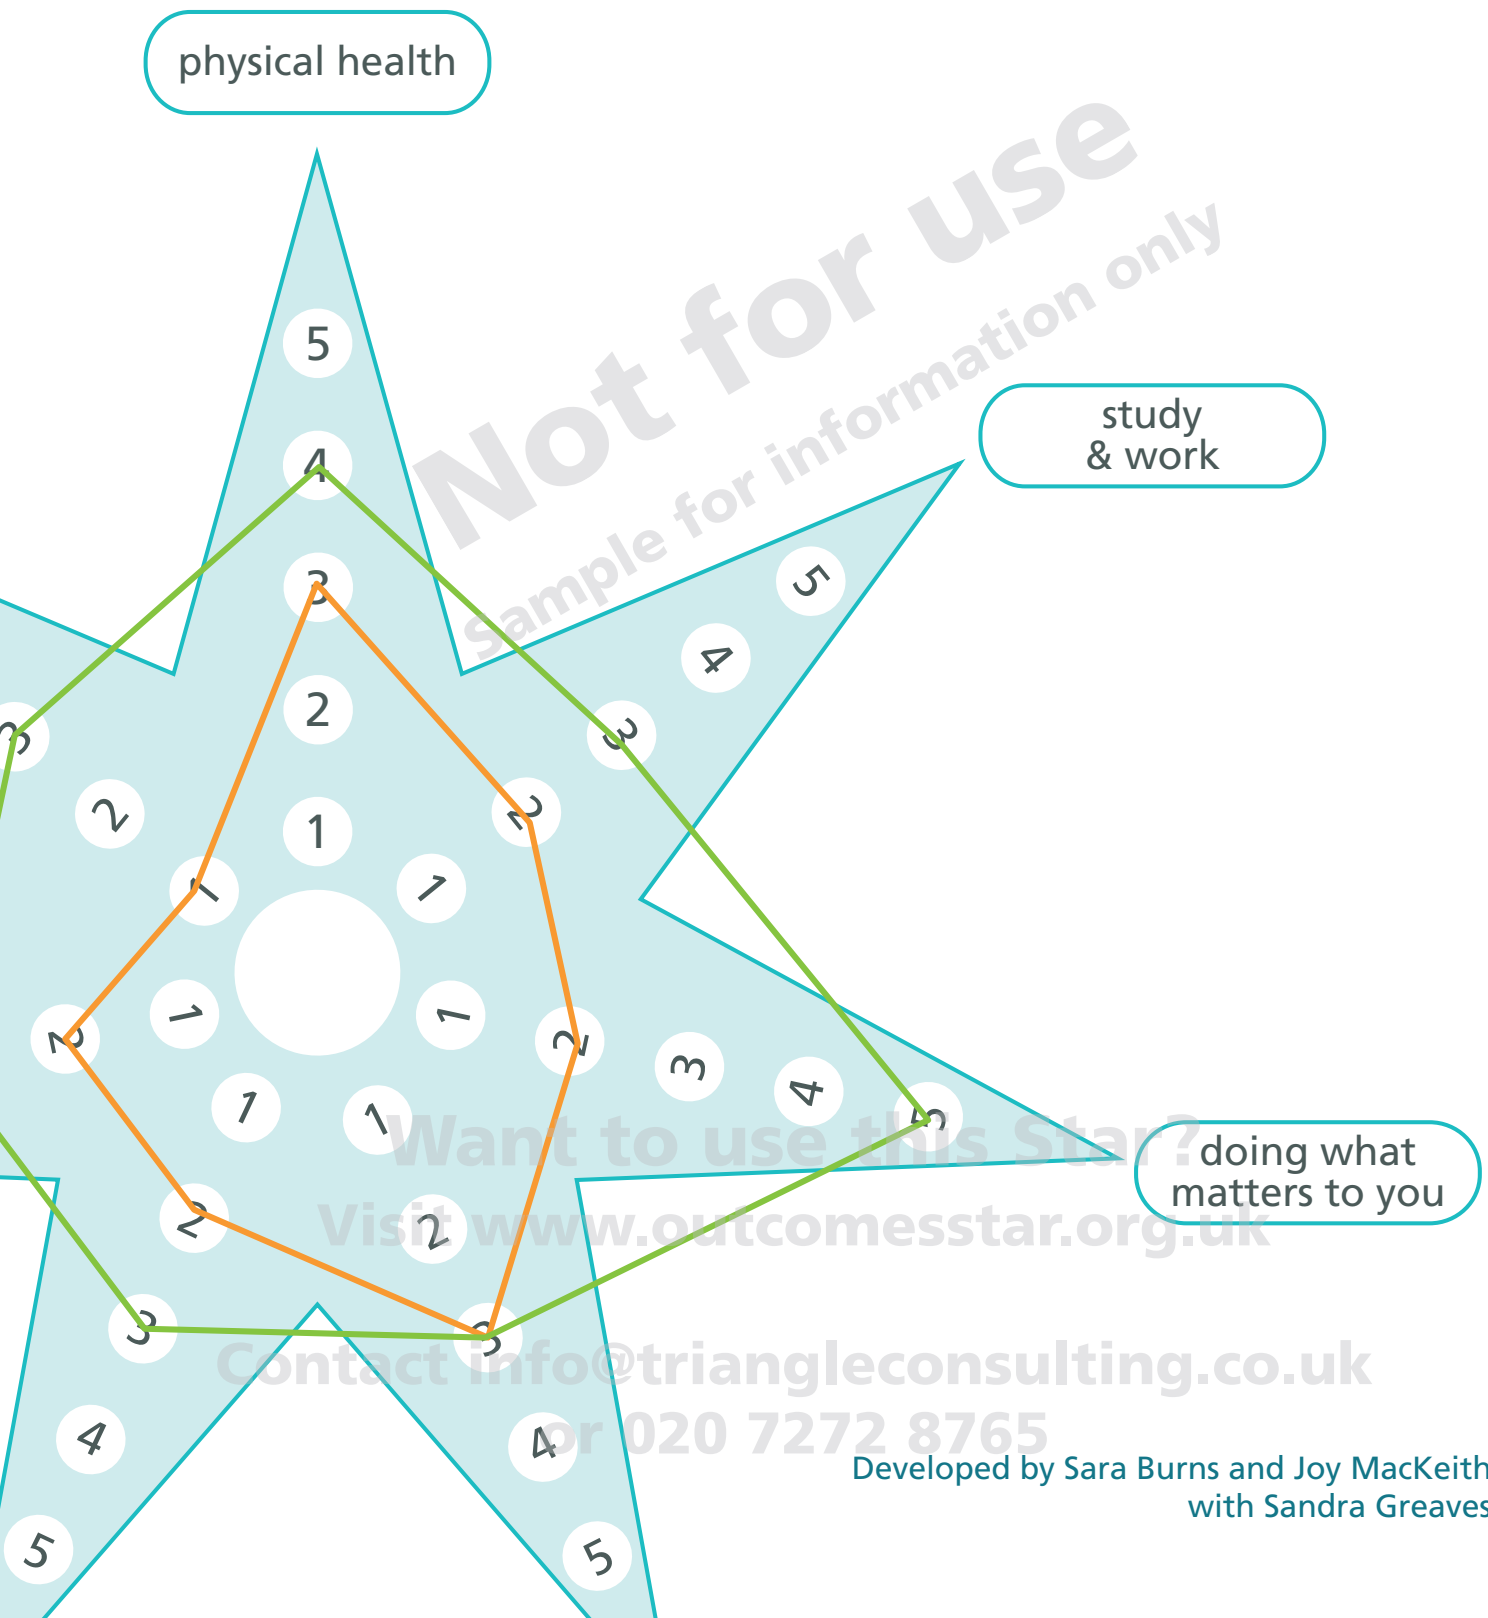 physical health
Not for use
Sample for information only
study
& work
5
4
3
2
1
5
4
3
2
1
3
2
1
1
2
3
4
5
doing what
matters to you
1
2
1
2
3
4
5
1
2
3
4
5
Want to use this Star?
Visit www.outcomesstar.org.uk
Contact info@triangleconsulting.co.uk
or 020 7272 8765
Developed by Sara Burns and Joy MacKeith
with Sandra Greaves